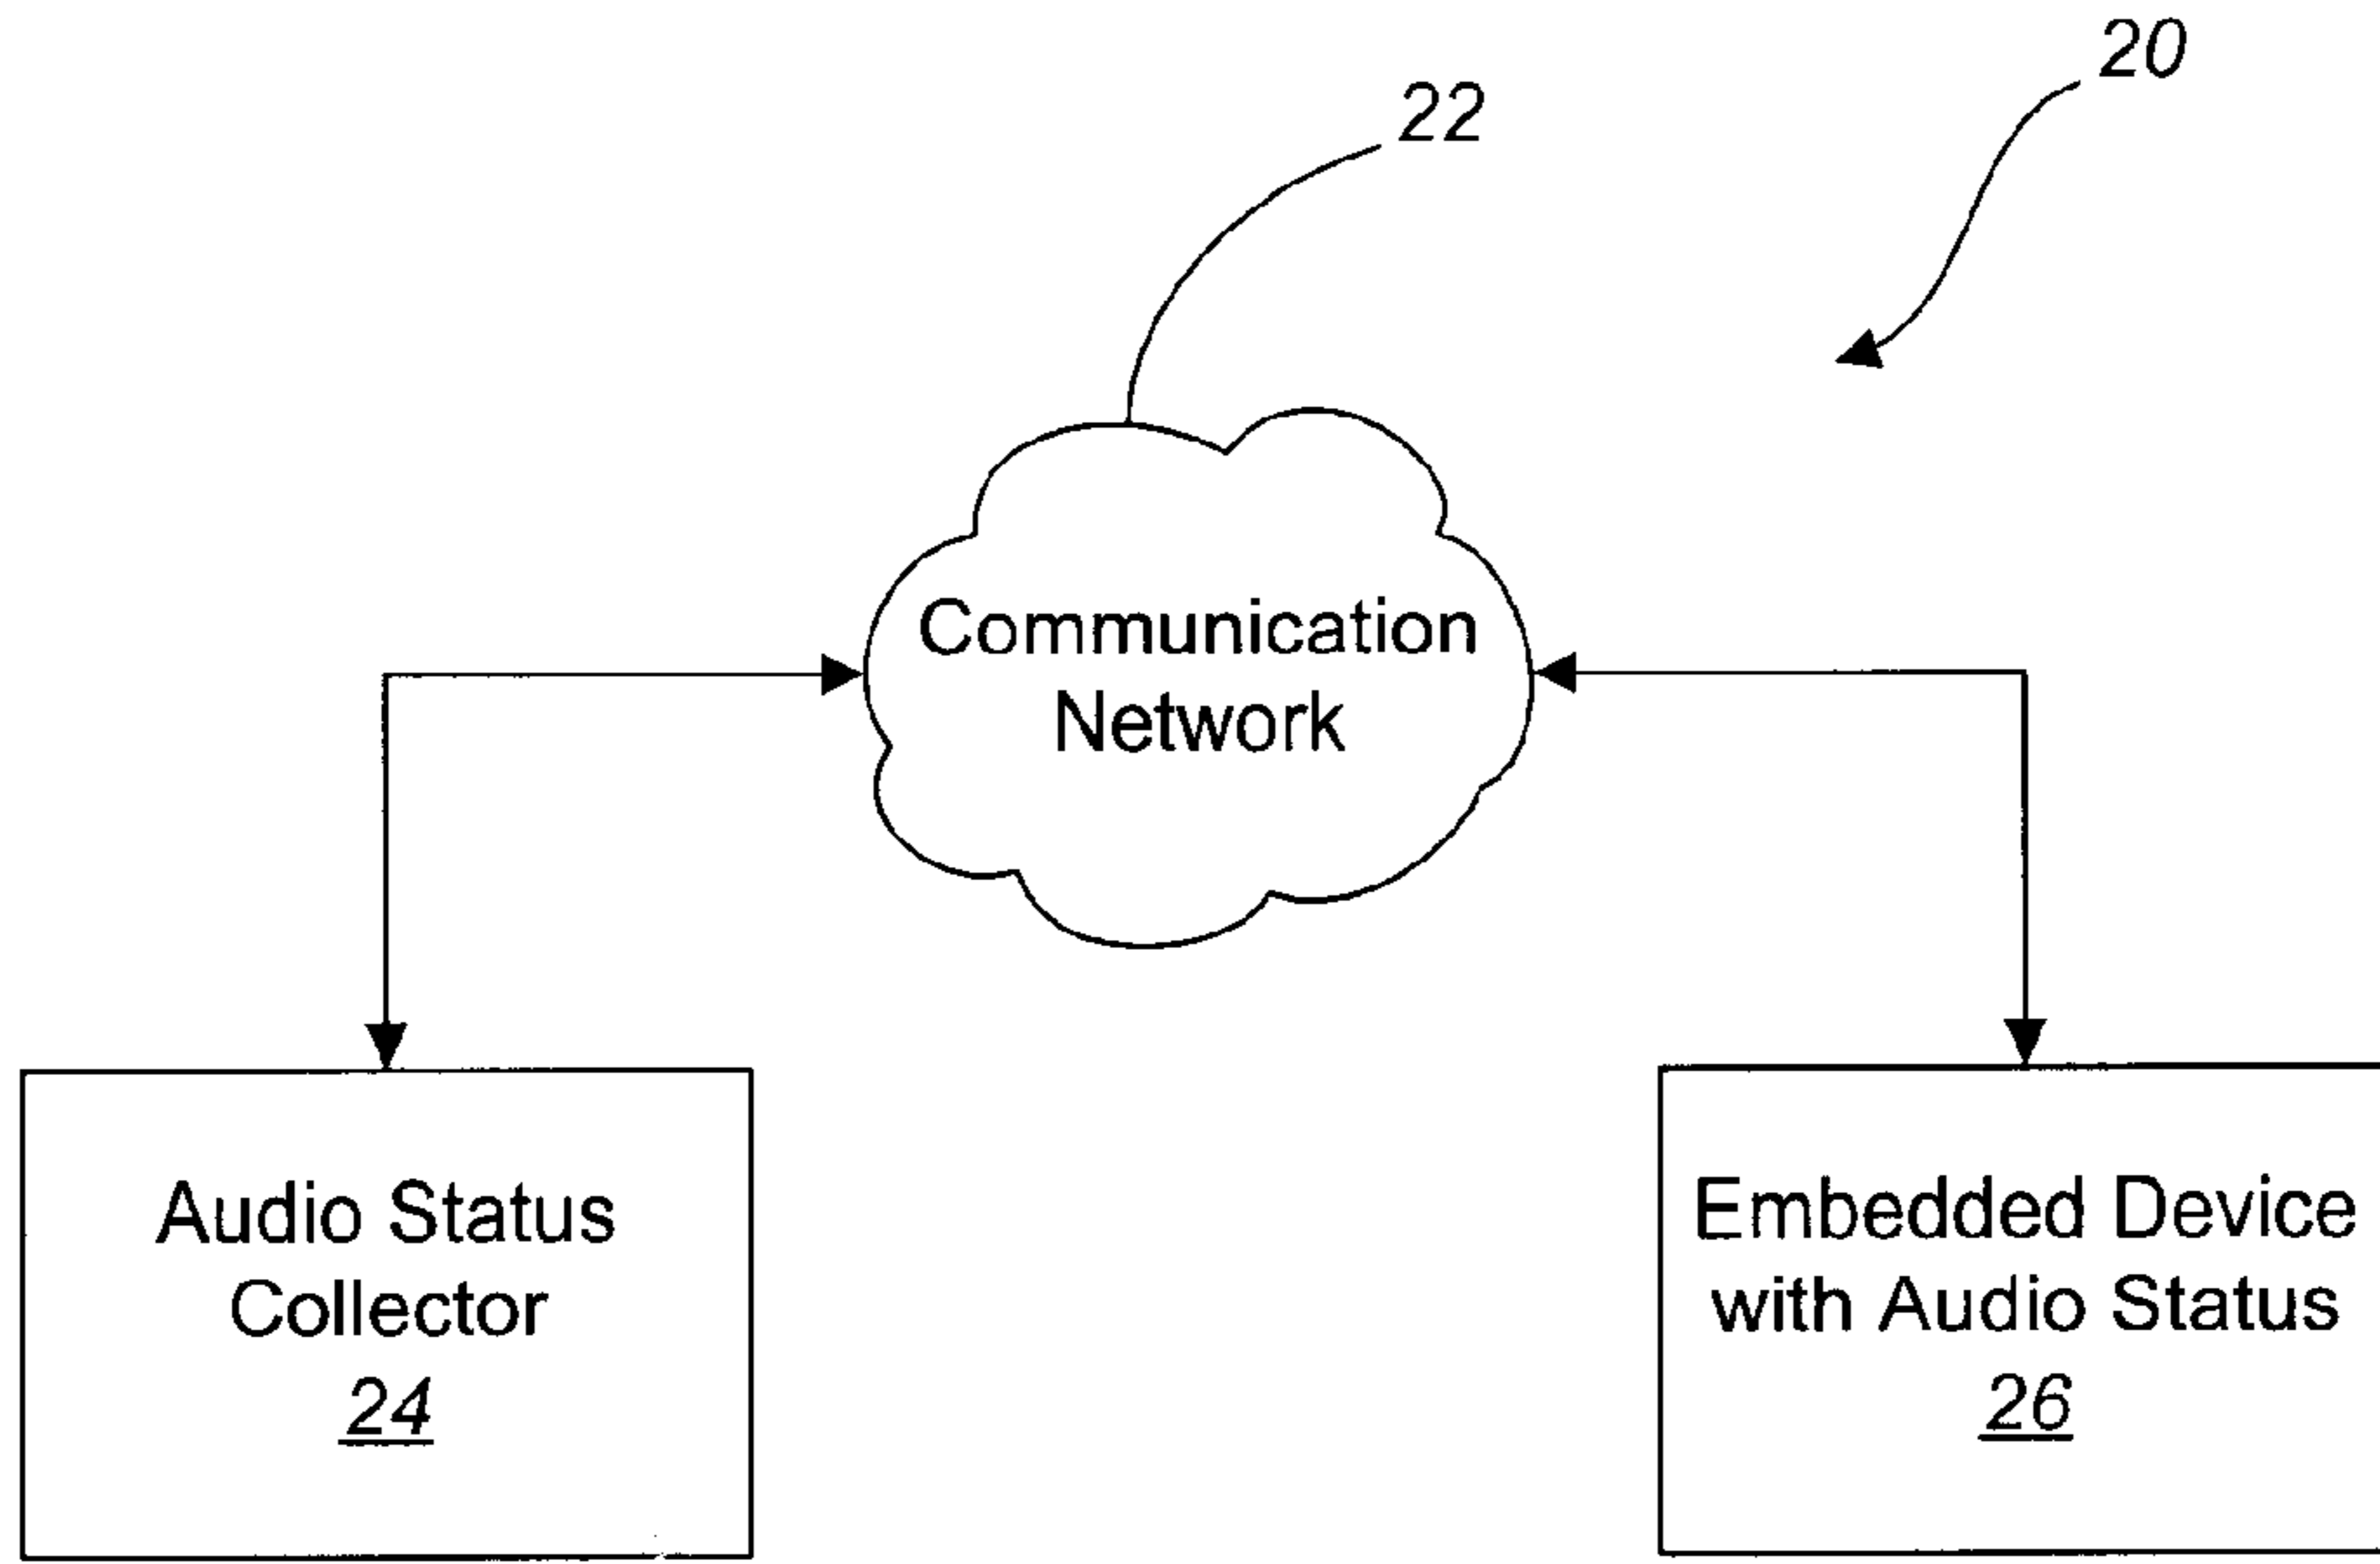 20
22
Communication
Network
Audio Status
Collector
24
Embedded Device
with Audio Status
26